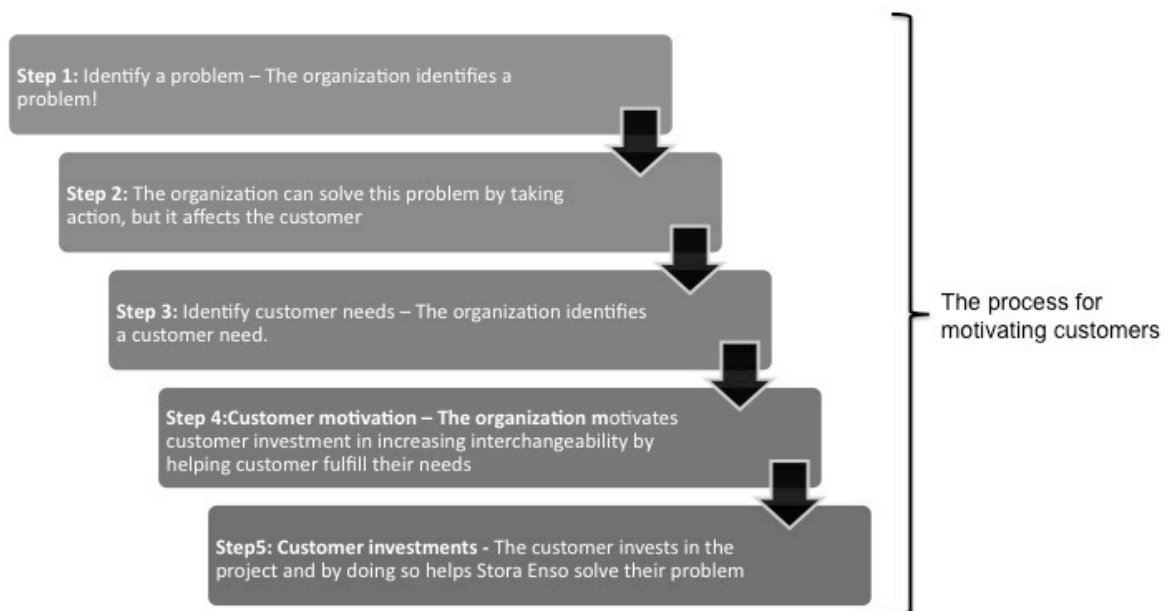 Step 1: Identify a problem – The organization identifies a
problem!
Step 2: The organization can solve this problem by taking
action, but it affects the customer
Step 3: Identify customer needs – The organization identifies
a customer need.
Step 4:Customer motivation – The organization motivates
customer investment in increasing interchangeability by
helping customer fulfill their needs
Step5: Customer investments - The customer invests in the
project and by doing so helps Stora Enso solve their problem
The process for
motivating customers